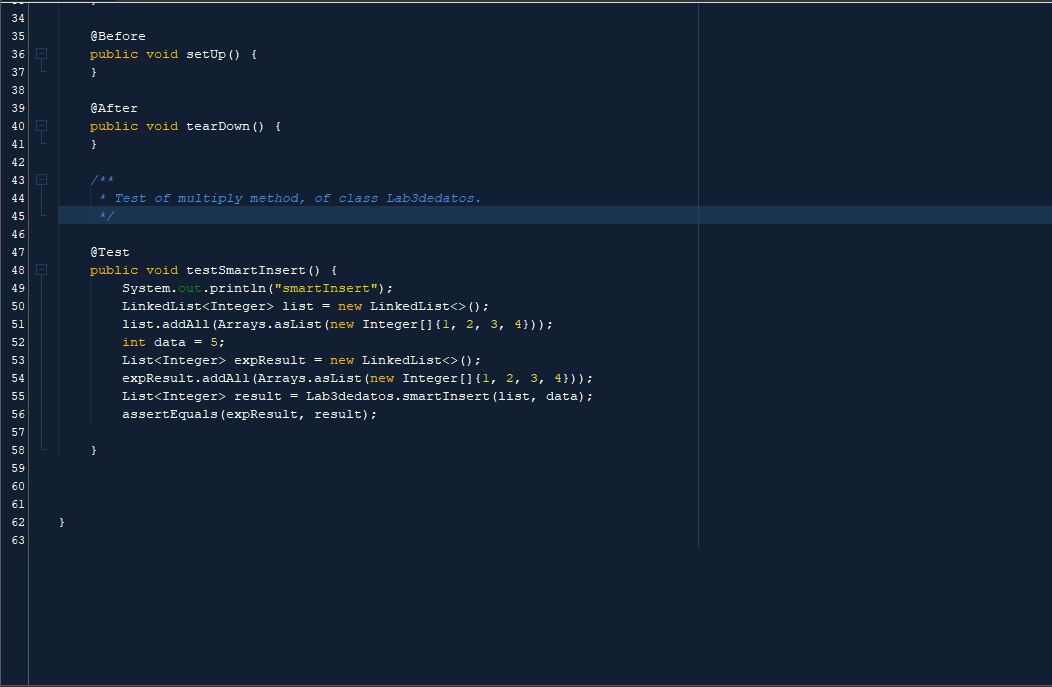 34
35 @Before
36 public void setUp() {
37 }
38
39 @After
40 public void tearDown() {
41 }
42
43 /**
44 * Test of multiply method, of class Lab3dedatos.
45 */
46
47 @Test
48 public void testSmartInsert() {
49 System.out.println("smartInsert");
50 LinkedList<Integer> list = new LinkedList<>();
51 list.addAll(Arrays.asList(new Integer[]{1, 2, 3, 4}));
52 int data = 5;
53 List<Integer> expResult = new LinkedList<>();
54 expResult.addAll(Arrays.asList(new Integer[]{1, 2, 3, 4}));
55 List<Integer> result = Lab3dedatos.smartInsert(list, data);
56 assertEquals(expResult, result);
57
58 }
59
60
61
62 }
63